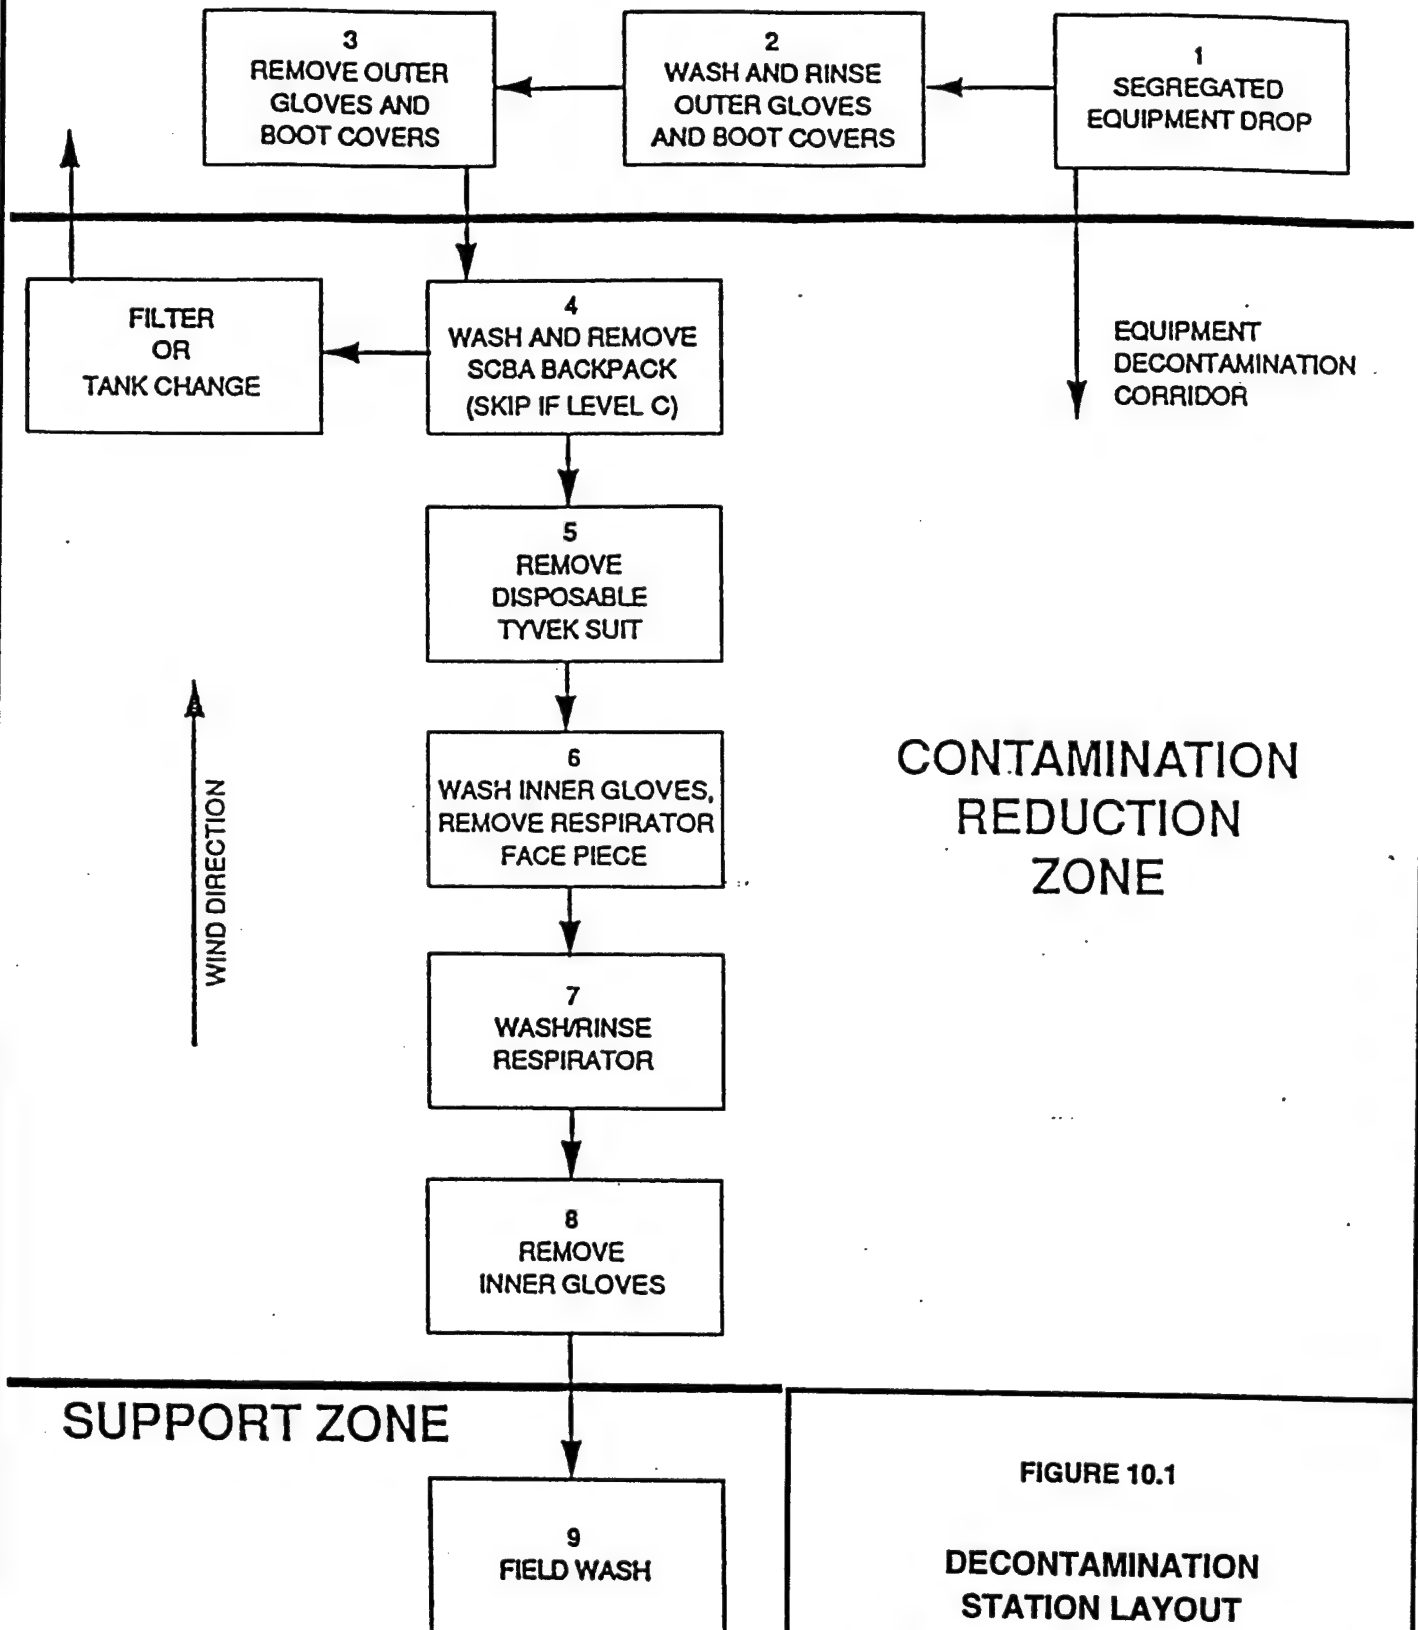 1
SEGREGATED
EQUIPMENT DROP
2
WASH AND RINSE
OUTER GLOVES
AND BOOT COVERS
3
REMOVE OUTER
GLOVES AND
BOOT COVERS
4
WASH AND REMOVE
SCBA BACKPACK
(SKIP IF LEVEL C)
FILTER
OR
TANK CHANGE
EQUIPMENT
DECONTAMINATION
CORRIDOR
5
REMOVE
DISPOSABLE
TYVEK SUIT
6
WASH INNER GLOVES,
REMOVE RESPIRATOR
FACE PIECE
WIND DIRECTION
CONTAMINATION
REDUCTION
ZONE
7
WASH/RINSE
RESPIRATOR
8
REMOVE
INNER GLOVES
SUPPORT ZONE
9
FIELD WASH
FIGURE 10.1
DECONTAMINATION
STATION LAYOUT